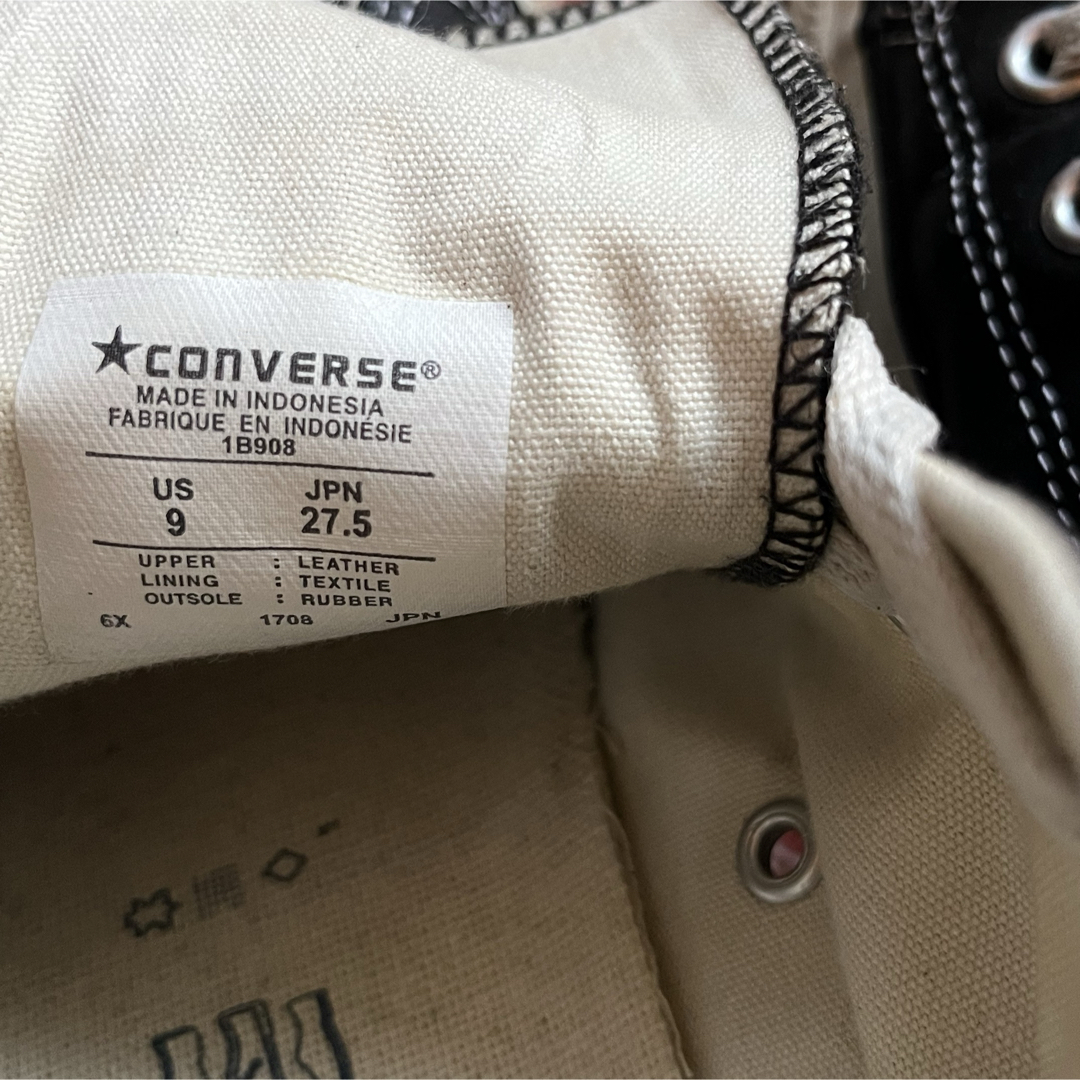 ★CONVERSE®
MADE IN INDONESIA
FABRIQUE EN INDONÉSIE
1B908
US JPN
9 27.5
UPPER : LEATHER
LINING : TEXTILE
OUTSOLE : RUBBER
6X 1708 JPN